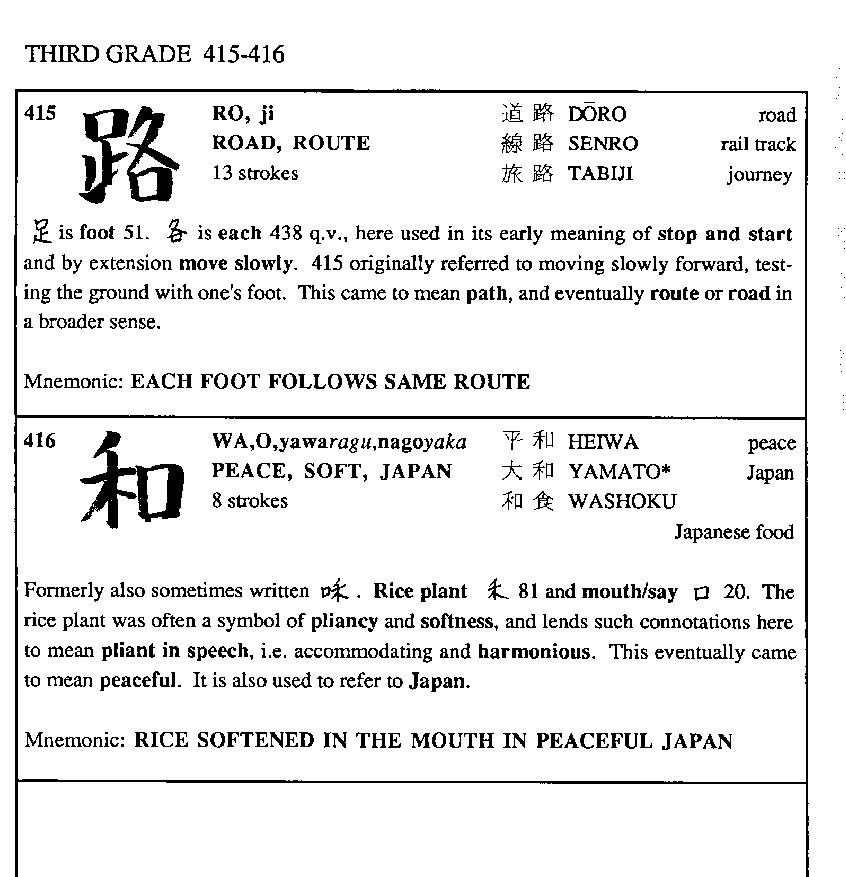 THIRD GRADE 415-416
415 路 RO, ji 道路 DŌRO road
ROAD, ROUTE 線路 SENRO rail track
13 strokes 旅路 TABIJI journey
足 is foot 51. 各 is each 438 q.v., here used in its early meaning of stop and start
and by extension move slowly. 415 originally referred to moving slowly forward, test-
ing the ground with one's foot. This came to mean path, and eventually route or road in
a broader sense.
Mnemonic: EACH FOOT FOLLOWS SAME ROUTE
416 和 WA,O,yawaragu,nagoyaka 平和 HEIWA peace
PEACE, SOFT, JAPAN 大和 YAMATO* Japan
8 strokes 和食 WASHOKU
Japanese food
Formerly also sometimes written 咊. Rice plant 禾 81 and mouth/say 口 20. The
rice plant was often a symbol of pliancy and softness, and lends such connotations here
to mean pliant in speech, i.e. accommodating and harmonious. This eventually came
to mean peaceful. It is also used to refer to Japan.
Mnemonic: RICE SOFTENED IN THE MOUTH IN PEACEFUL JAPAN